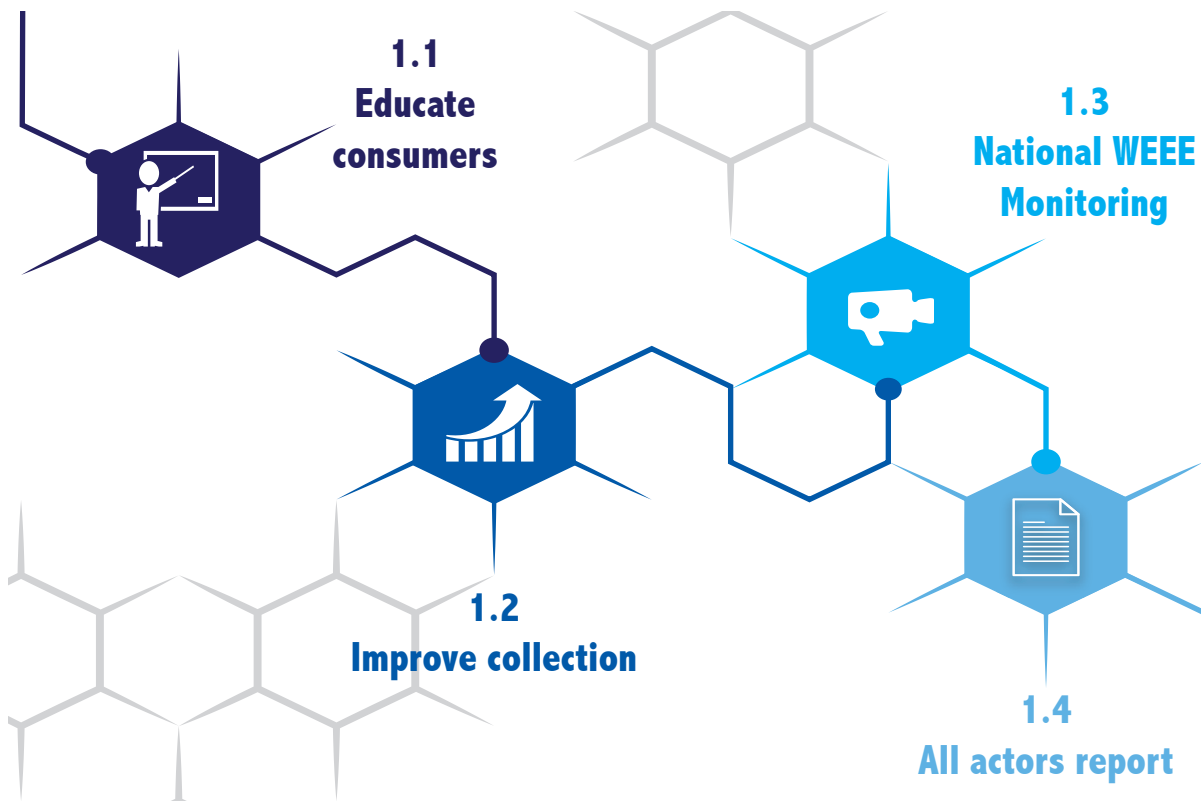 1.1
Educate
consumers
1.2
Improve collection
1.3
National WEEE
Monitoring
1.4
All actors report